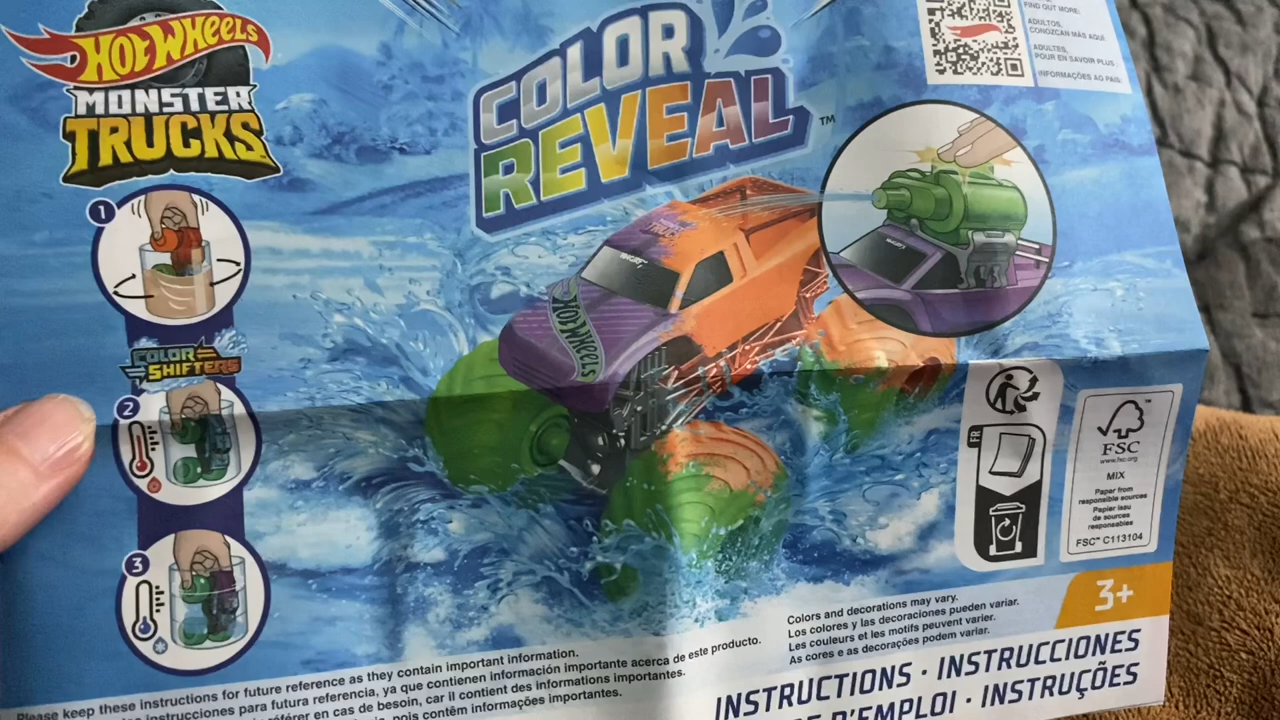 HOT WHEELS
MONSTER
TRUCKS
COLOR
REVEAL™
FIND OUT MORE:
ADULTOS,
CONOZCAN MÁS AQUÍ:
ADULTES,
POUR EN SAVOIR PLUS :
INFORMAÇÕES AO PAIS:
1
COLOR
SHIFTERS
2
3
HOT WHEELS
FR
FSC™
www.fsc.org
MIX
Paper from
responsible sources
Papier issu
de sources
responsables
FSC™ C113104
3+
Colors and decorations may vary.
Los colores y las decoraciones pueden variar.
Les couleurs et les motifs peuvent varier.
As cores e as decorações podem variar.
Please keep these instructions for future reference as they contain important information.
instrucciones para futura referencia, ya que contienen información importante acerca de este producto.
référer en cas de besoin, car il contient des informations importantes.
pois contêm informações importantes.
INSTRUCTIONS · INSTRUCCIONES
D'EMPLOI · INSTRUÇÕES